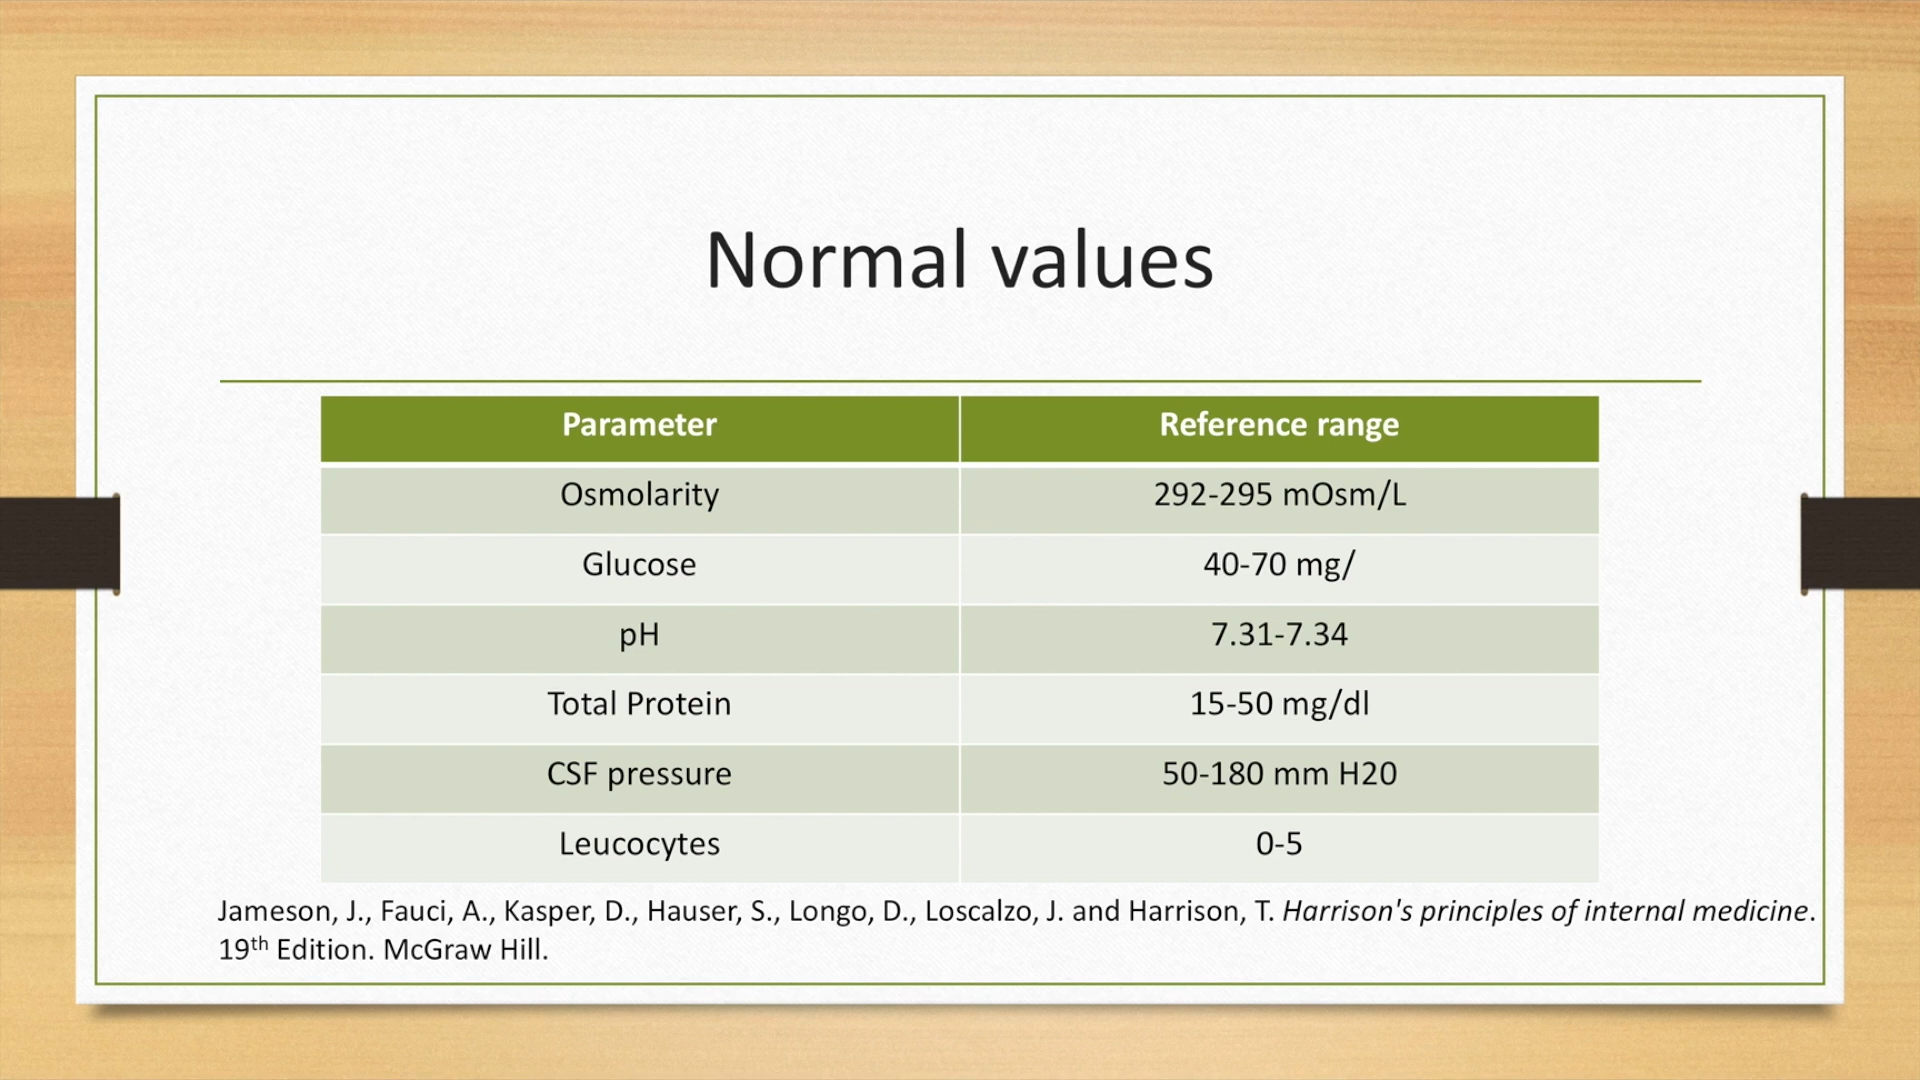 Normal values
Parameter Reference range
Osmolarity 292-295 mOsm/L
Glucose 40-70 mg/
pH 7.31-7.34
Total Protein 15-50 mg/dl
CSF pressure 50-180 mm H20
Leucocytes 0-5
Jameson, J., Fauci, A., Kasper, D., Hauser, S., Longo, D., Loscalzo, J. and Harrison, T. Harrison's principles of internal medicine.
19th Edition. McGraw Hill.